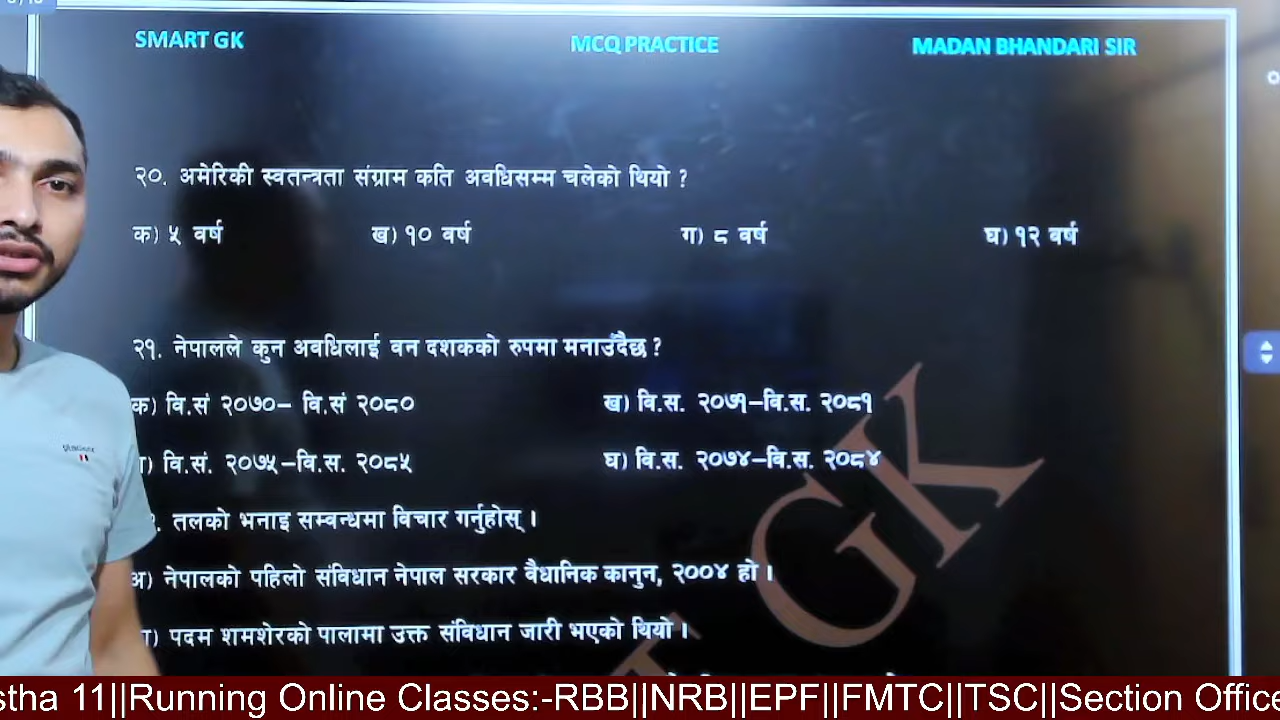 SMART GK MCQ PRACTICE MADAN BHANDARI SIR
२०. अमेरिकी स्वतन्त्रता संग्राम कति अवधिसम्म चलेको थियो ?
क) ५ वर्ष ख) १० वर्ष ग) ८ वर्ष घ) १२ वर्ष
२१. नेपालले कुन अवधिलाई वन दशकको रुपमा मनाउँदैछ ?
क) वि.सं २०७०– वि.सं २०८० ख) वि.स. २०७१–वि.स. २०८१
) वि.सं. २०७५–वि.स. २०८५ घ) वि.स. २०७४–वि.स. २०८४
. तलको भनाइ सम्बन्धमा विचार गर्नुहोस् ।
अ) नेपालको पहिलो संविधान नेपाल सरकार वैधानिक कानुन, २००४ हो ।
) पदम शमशेरको पालामा उक्त संविधान जारी भएको थियो ।
GK
stha 11||Running Online Classes:-RBB||NRB||EPF||FMTC||TSC||Section Office